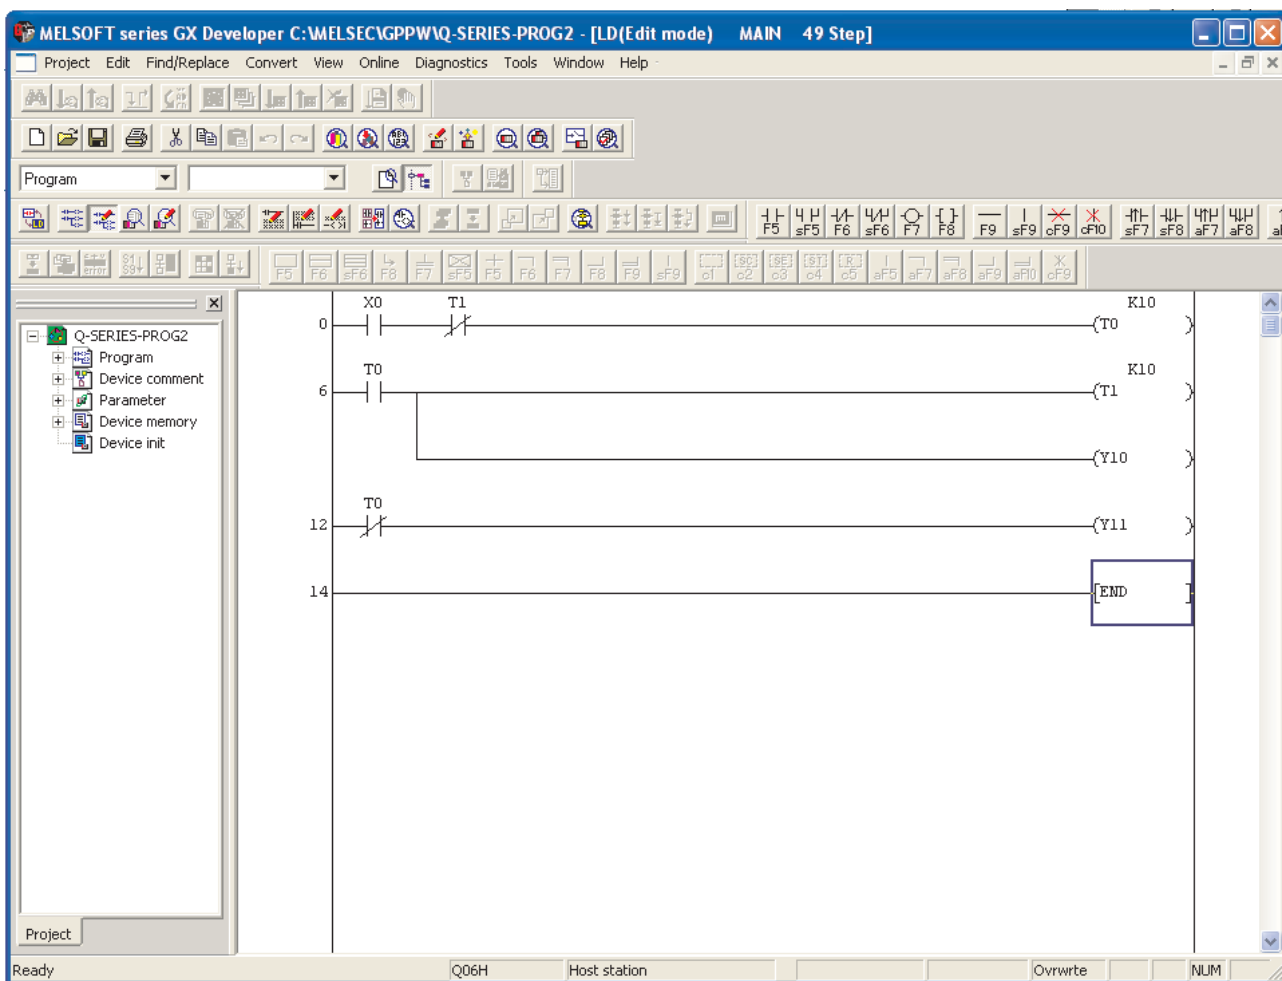 MELSOFT series GX Developer C:\MELSEC\GPPW\Q-SERIES-PROG2 - [LD(Edit mode) MAIN 49 Step]
Project Edit Find/Replace Convert View Online Diagnostics Tools Window Help
Program
F5 sF5 F6 sF6 F7 F8 F9 sF9 cF9 cF10 sF7 sF8 aF7 aF8
error
F5 F6 sF6 F8 F7 sF5 F5 F6 F7 F8 F9 sF9 c1 c2 c3 c4 c5 aF5 aF7 aF8 aF9 aF10 cF9
Q-SERIES-PROG2
Program
Device comment
Parameter
Device memory
Device init
Project
X0 T1 K10
0 (T0 )
T0 K10
6 (T1 )
(Y10 )
T0
12 (Y11 )
14 [END ]
Ready Q06H Host station Ovrwrte NUM